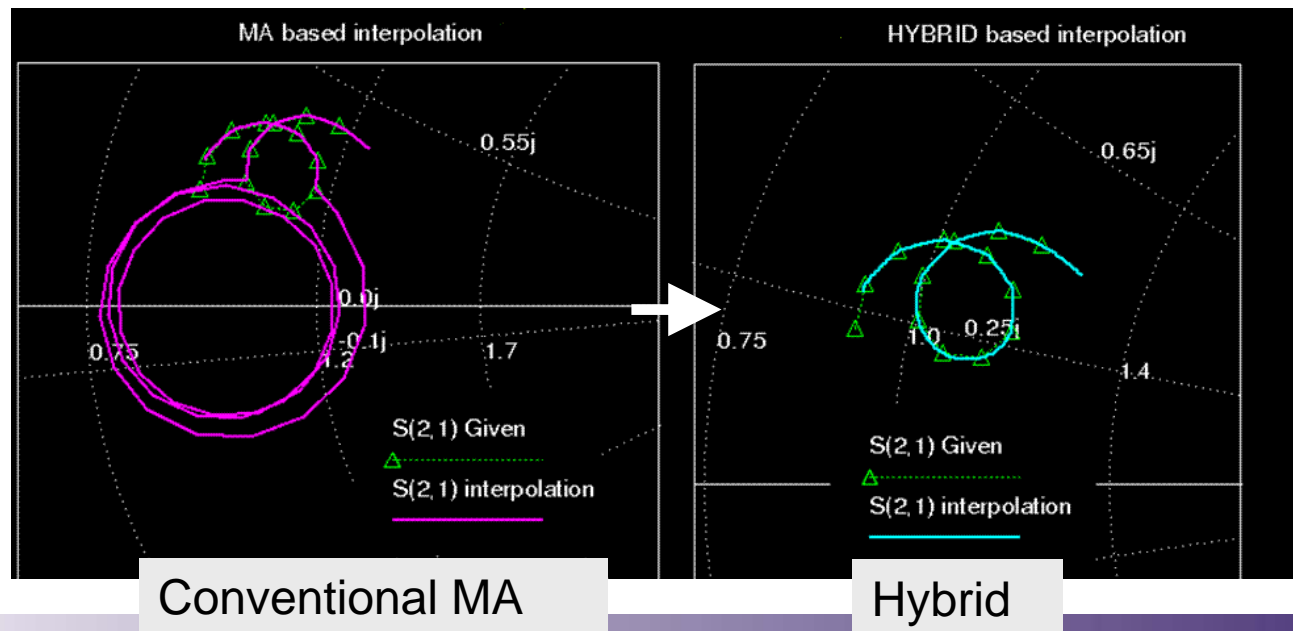 MA based interpolation
0.55j
0.0j
-0.1j
0.75
1.2
1.7
S(2,1) Given
S(2,1) interpolation
Conventional MA
HYBRID based interpolation
0.65j
0.75
1.0
0.25j
1.4
S(2,1) Given
S(2,1) interpolation
Hybrid